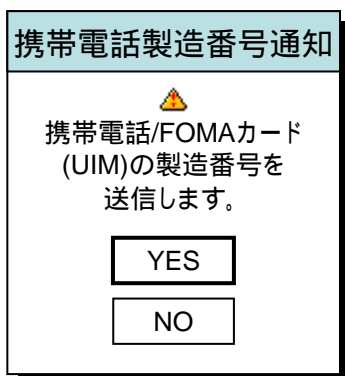 携帯電話製造番号通知
携帯電話/FOMAカード
(UIM)の製造番号を
送信します。
YES
NO